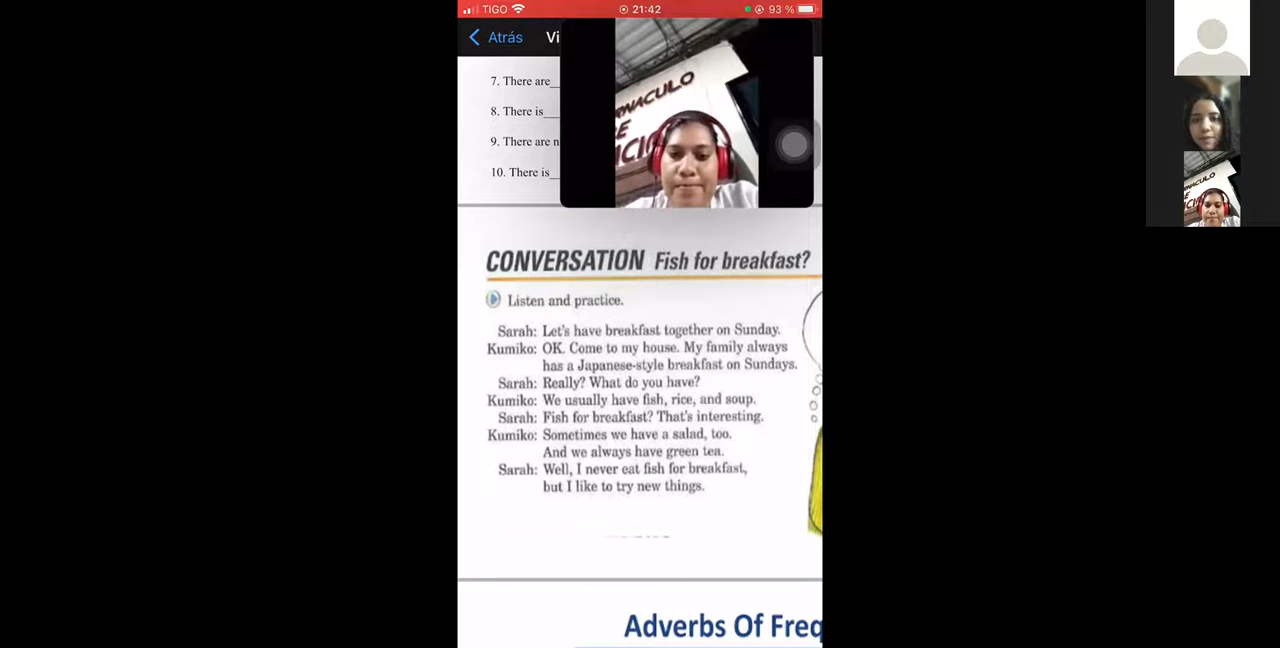 TIGO 21:42 93 %
Atrás Vi
7. There are
8. There is
9. There are n
10. There is
CONVERSATION Fish for breakfast?
Listen and practice.
Sarah: Let's have breakfast together on Sunday.
Kumiko: OK. Come to my house. My family always
has a Japanese-style breakfast on Sundays.
Sarah: Really? What do you have?
Kumiko: We usually have fish, rice, and soup.
Sarah: Fish for breakfast? That's interesting.
Kumiko: Sometimes we have a salad, too.
And we always have green tea.
Sarah: Well, I never eat fish for breakfast,
but I like to try new things.
Adverbs Of Freq